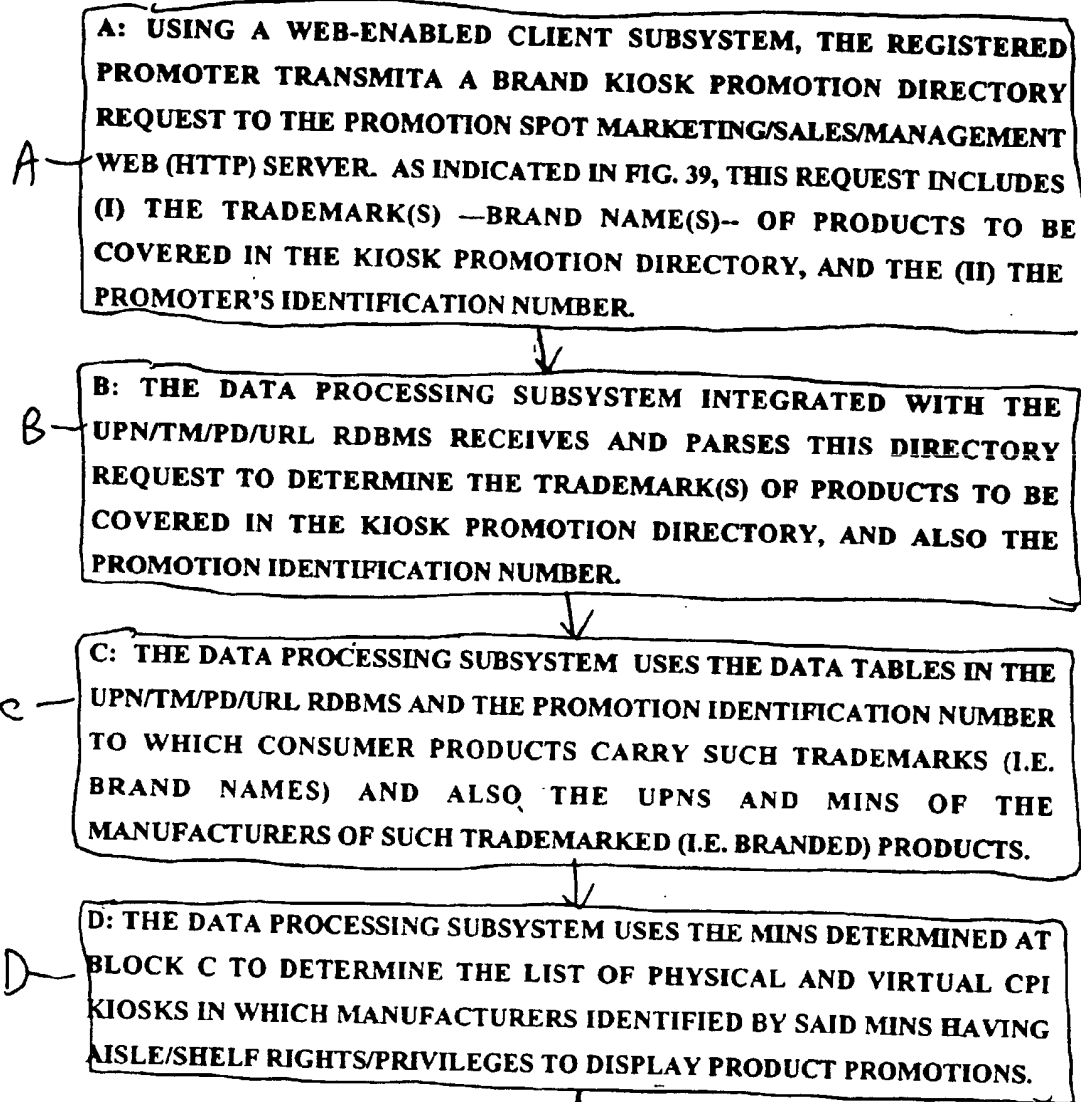 A: USING A WEB-ENABLED CLIENT SUBSYSTEM, THE REGISTERED
PROMOTER TRANSMITA A BRAND KIOSK PROMOTION DIRECTORY
REQUEST TO THE PROMOTION SPOT MARKETING/SALES/MANAGEMENT
A WEB (HTTP) SERVER. AS INDICATED IN FIG. 39, THIS REQUEST INCLUDES
(I) THE TRADEMARK(S) —BRAND NAME(S)-- OF PRODUCTS TO BE
COVERED IN THE KIOSK PROMOTION DIRECTORY, AND THE (II) THE
PROMOTER'S IDENTIFICATION NUMBER.
B: THE DATA PROCESSING SUBSYSTEM INTEGRATED WITH THE
B UPN/TM/PD/URL RDBMS RECEIVES AND PARSES THIS DIRECTORY
REQUEST TO DETERMINE THE TRADEMARK(S) OF PRODUCTS TO BE
COVERED IN THE KIOSK PROMOTION DIRECTORY, AND ALSO THE
PROMOTION IDENTIFICATION NUMBER.
C: THE DATA PROCESSING SUBSYSTEM USES THE DATA TABLES IN THE
C UPN/TM/PD/URL RDBMS AND THE PROMOTION IDENTIFICATION NUMBER
TO WHICH CONSUMER PRODUCTS CARRY SUCH TRADEMARKS (I.E.
BRAND NAMES) AND ALSO THE UPNS AND MINS OF THE
MANUFACTURERS OF SUCH TRADEMARKED (I.E. BRANDED) PRODUCTS.
D: THE DATA PROCESSING SUBSYSTEM USES THE MINS DETERMINED AT
D BLOCK C TO DETERMINE THE LIST OF PHYSICAL AND VIRTUAL CPI
KIOSKS IN WHICH MANUFACTURERS IDENTIFIED BY SAID MINS HAVING
AISLE/SHELF RIGHTS/PRIVILEGES TO DISPLAY PRODUCT PROMOTIONS.